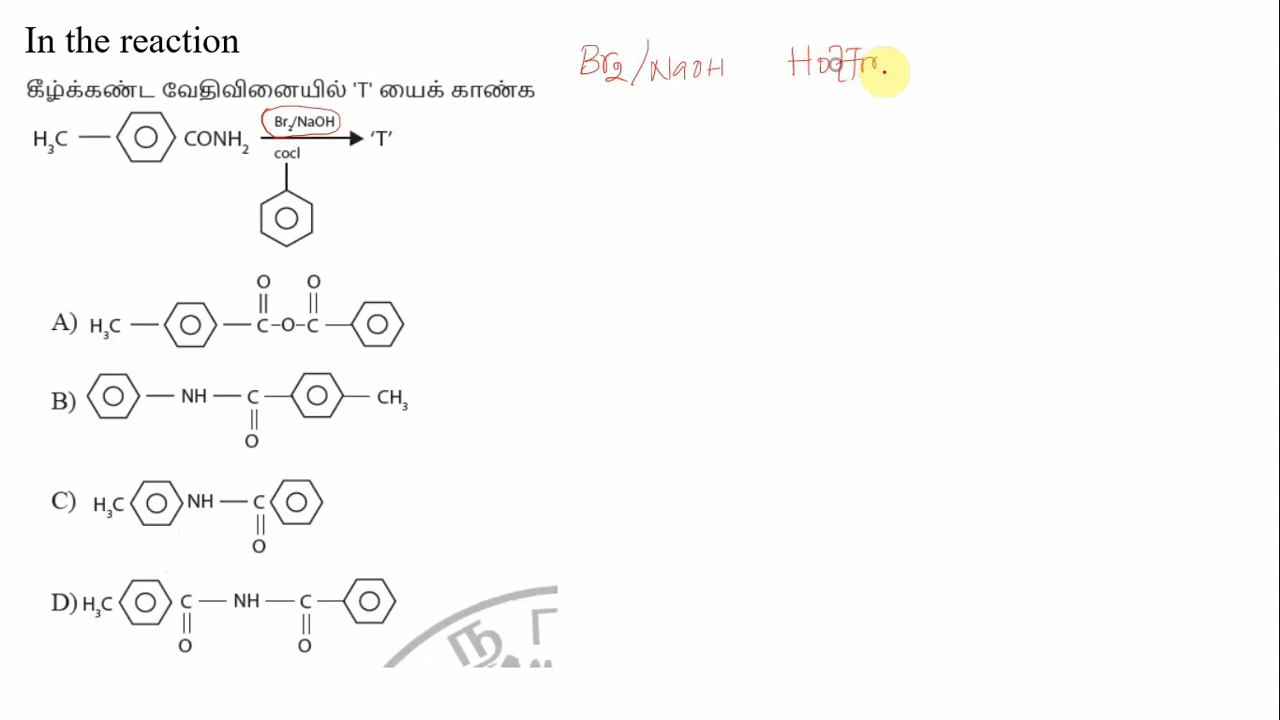 In the reaction
Br2/NaOH
கீழ்க்கண்ட வேதிவினையில் 'T' யைக் காண்க
H3C CONH2 Br2/NaOH 'T'
cocl
A) H3C C-O-C
O O
B) NH C CH3
O
C) H3C NH C
O
D) H3C C NH C
O O